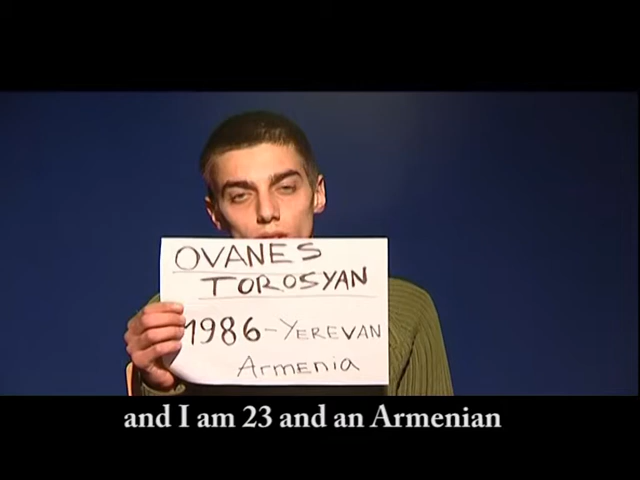 OVANES
TOROSYAN
1986-YEREVAN
Armenia
and I am 23 and an Armenian